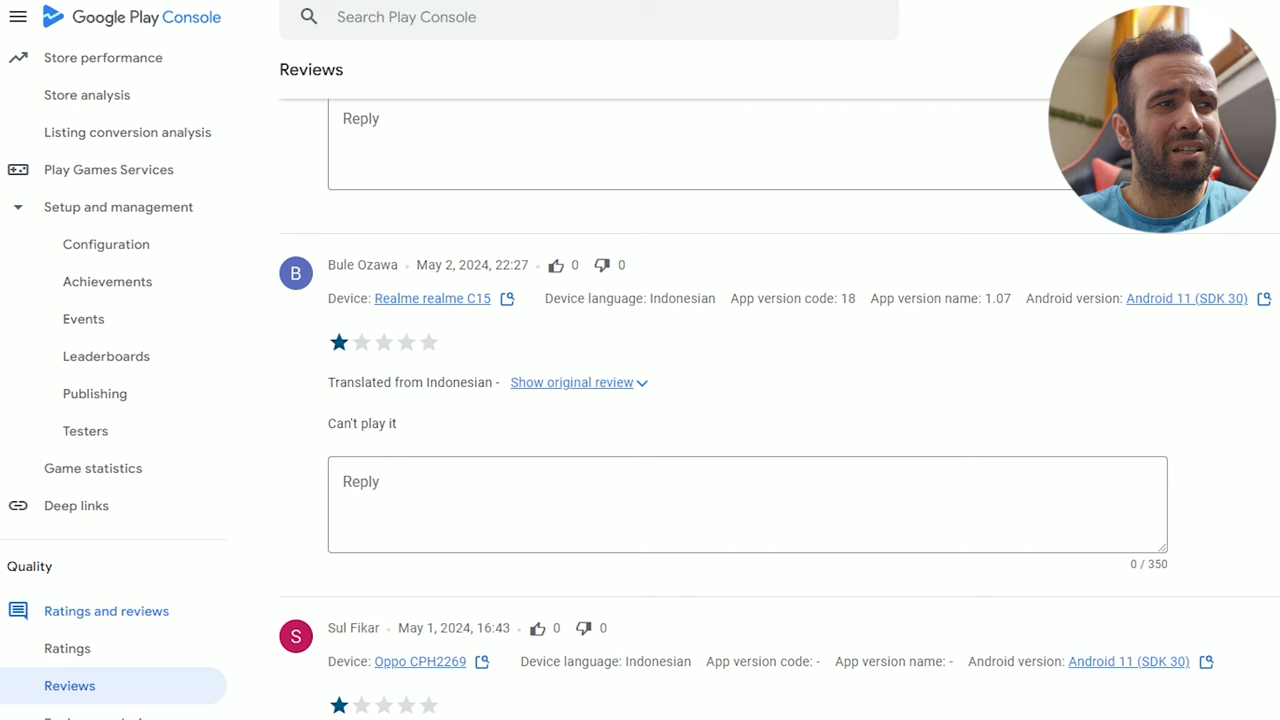 Google Play Console
Search Play Console
Store performance
Store analysis
Listing conversion analysis
Play Games Services
Setup and management
Configuration
Achievements
Events
Leaderboards
Publishing
Testers
Game statistics
Deep links
Quality
Ratings and reviews
Ratings
Reviews
Reviews
Reply
B
Bule Ozawa • May 2, 2024, 22:27 • 0 0
Device: Realme realme C15 Device language: Indonesian App version code: 18 App version name: 1.07 Android version: Android 11 (SDK 30)
Translated from Indonesian - Show original review
Can't play it
Reply
0 / 350
S
Sul Fikar • May 1, 2024, 16:43 • 0 0
Device: Oppo CPH2269 Device language: Indonesian App version code: - App version name: - Android version: Android 11 (SDK 30)